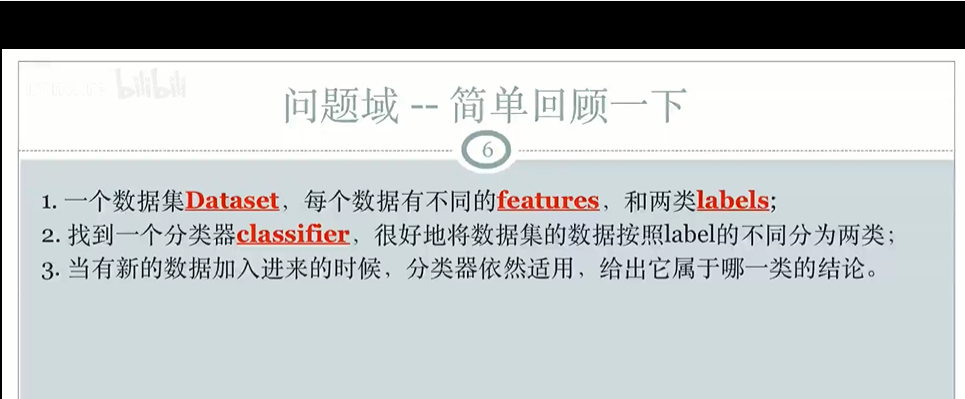 bilibili
问题域 -- 简单回顾一下
6
1. 一个数据集Dataset，每个数据有不同的features，和两类labels;
2. 找到一个分类器classifier，很好地将数据集的数据按照label的不同分为两类；
3. 当有新的数据加入进来的时候，分类器依然适用，给出它属于哪一类的结论。